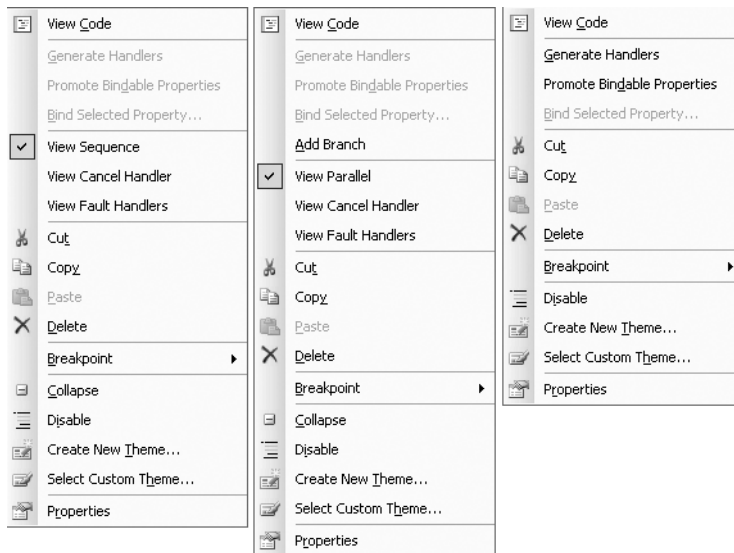 View Code
Generate Handlers
Promote Bindable Properties
Bind Selected Property...
View Sequence
View Cancel Handler
View Fault Handlers
Cut
Copy
Paste
Delete
Breakpoint
Collapse
Disable
Create New Theme...
Select Custom Theme...
Properties
View Code
Generate Handlers
Promote Bindable Properties
Bind Selected Property...
Add Branch
View Parallel
View Cancel Handler
View Fault Handlers
Cut
Copy
Paste
Delete
Breakpoint
Collapse
Disable
Create New Theme...
Select Custom Theme...
Properties
View Code
Generate Handlers
Promote Bindable Properties
Bind Selected Property...
Cut
Copy
Paste
Delete
Breakpoint
Disable
Create New Theme...
Select Custom Theme...
Properties